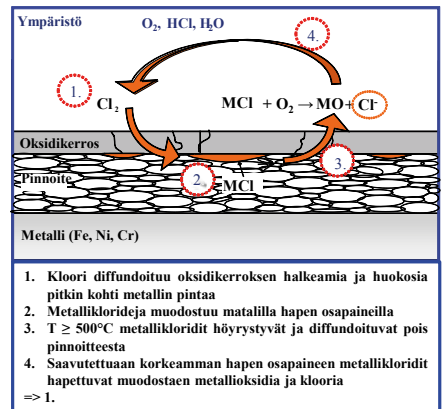 Ympäristö
O₂, HCl, H₂O
4.
1.
Cl₂
MCl + O₂ → MO + Cl⁻
Oksidikerros
Pinnoite
2.
MCl
3.
Metalli (Fe, Ni, Cr)
1. Kloori diffundoituu oksidikerroksen halkeamia ja huokosia
pitkin kohti metallin pintaa
2. Metalliklorideja muodostuu matalilla hapen osapaineilla
3. T ≥ 500°C metallikloridit höyrystyvät ja diffundoituvat pois
pinnoitteesta
4. Saavutettuaan korkeamman hapen osapaineen metallikloridit
hapettuvat muodostaen metallioksidia ja klooria
=> 1.